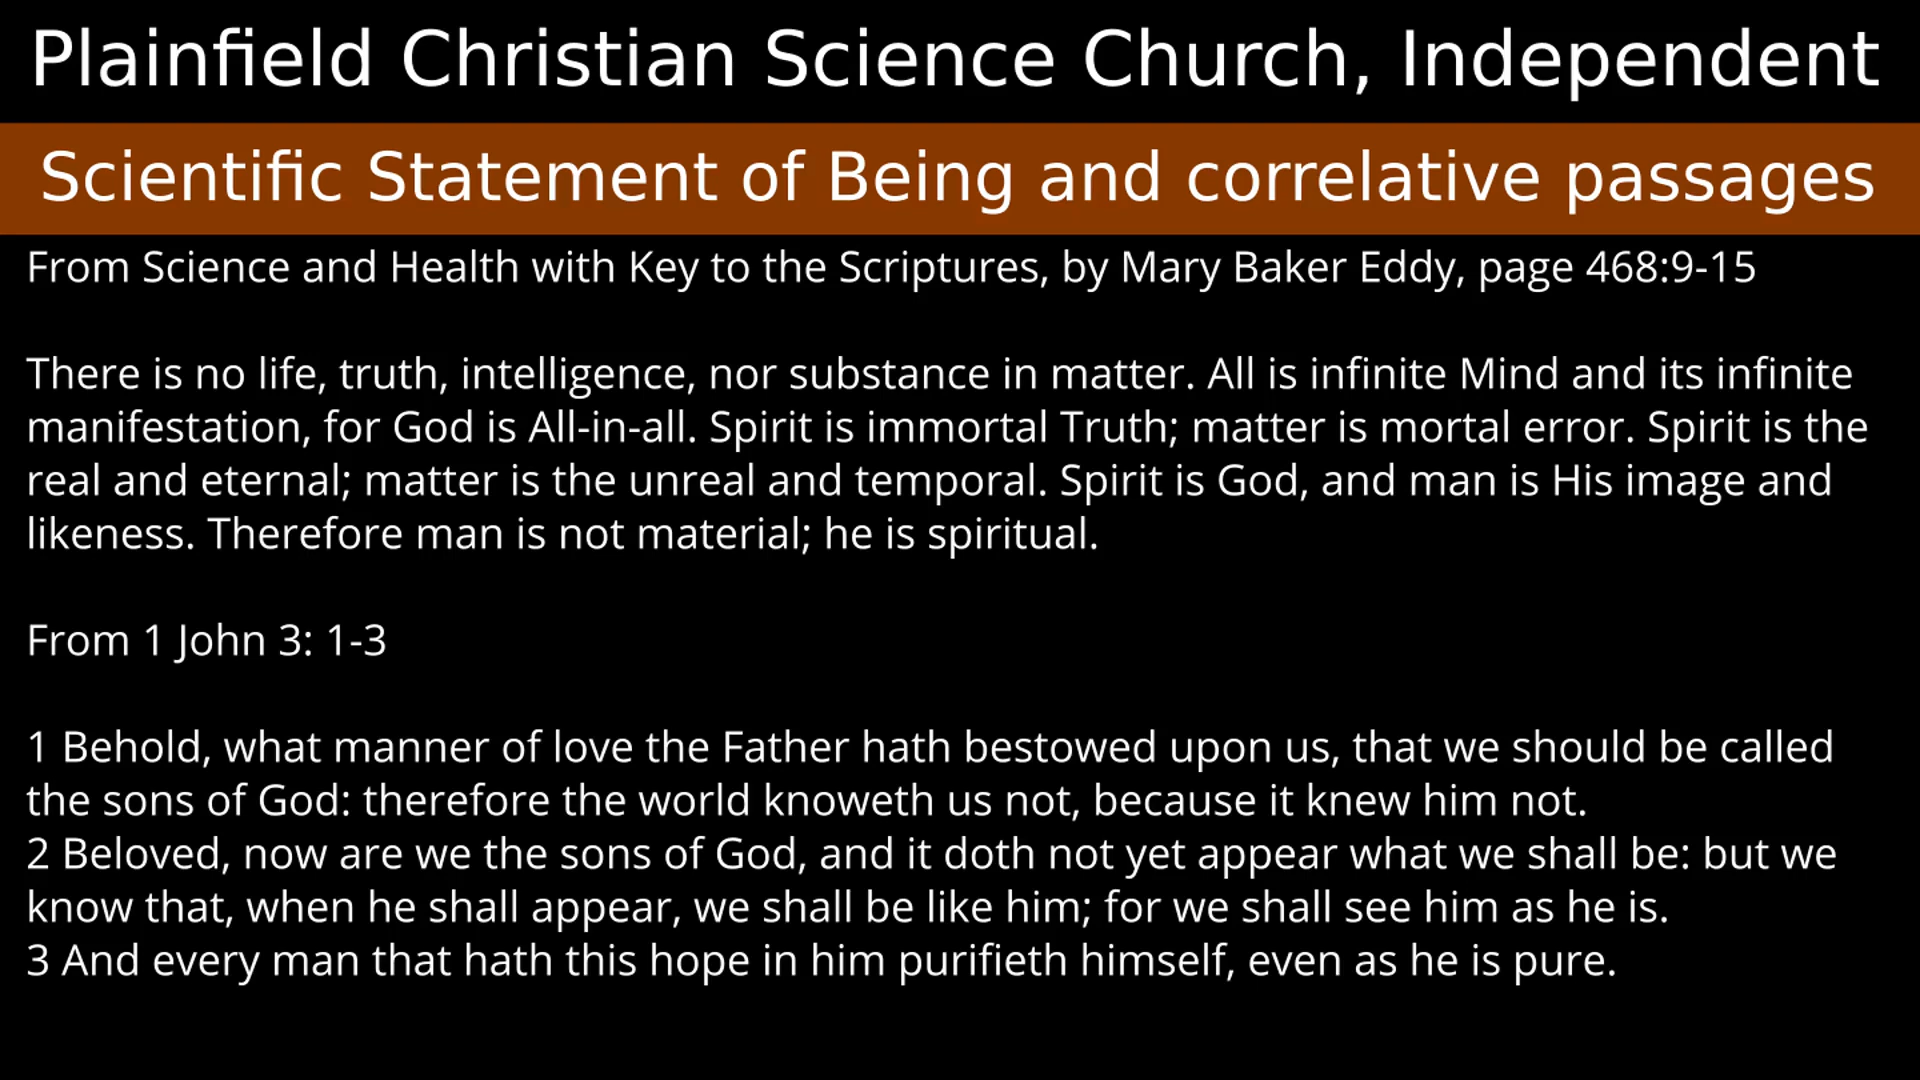 Plainfield Christian Science Church, Independent
Scientific Statement of Being and correlative passages
From Science and Health with Key to the Scriptures, by Mary Baker Eddy, page 468:9-15
There is no life, truth, intelligence, nor substance in matter. All is infinite Mind and its infinite
manifestation, for God is All-in-all. Spirit is immortal Truth; matter is mortal error. Spirit is the
real and eternal; matter is the unreal and temporal. Spirit is God, and man is His image and
likeness. Therefore man is not material; he is spiritual.
From 1 John 3: 1-3
1 Behold, what manner of love the Father hath bestowed upon us, that we should be called
the sons of God: therefore the world knoweth us not, because it knew him not.
2 Beloved, now are we the sons of God, and it doth not yet appear what we shall be: but we
know that, when he shall appear, we shall be like him; for we shall see him as he is.
3 And every man that hath this hope in him purifieth himself, even as he is pure.